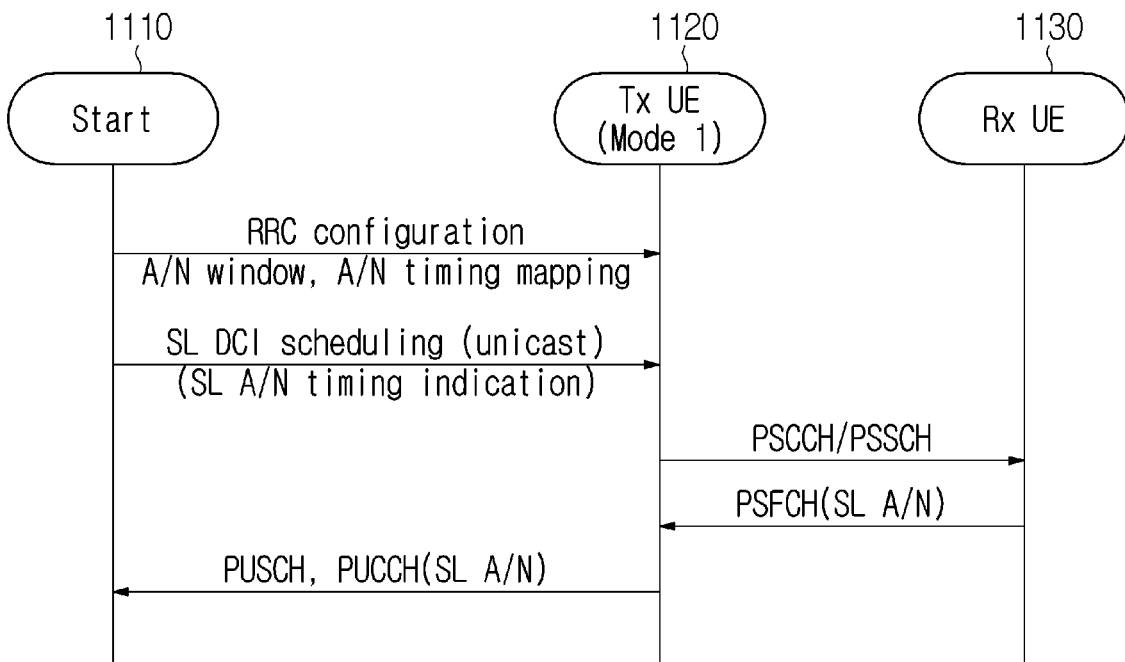 1110
1120
1130
Start
Tx UE
(Mode 1)
Rx UE
RRC configuration
A/N window, A/N timing mapping
SL DCI scheduling (unicast)
(SL A/N timing indication)
PSCCH/PSSCH
PSFCH(SL A/N)
PUSCH, PUCCH(SL A/N)